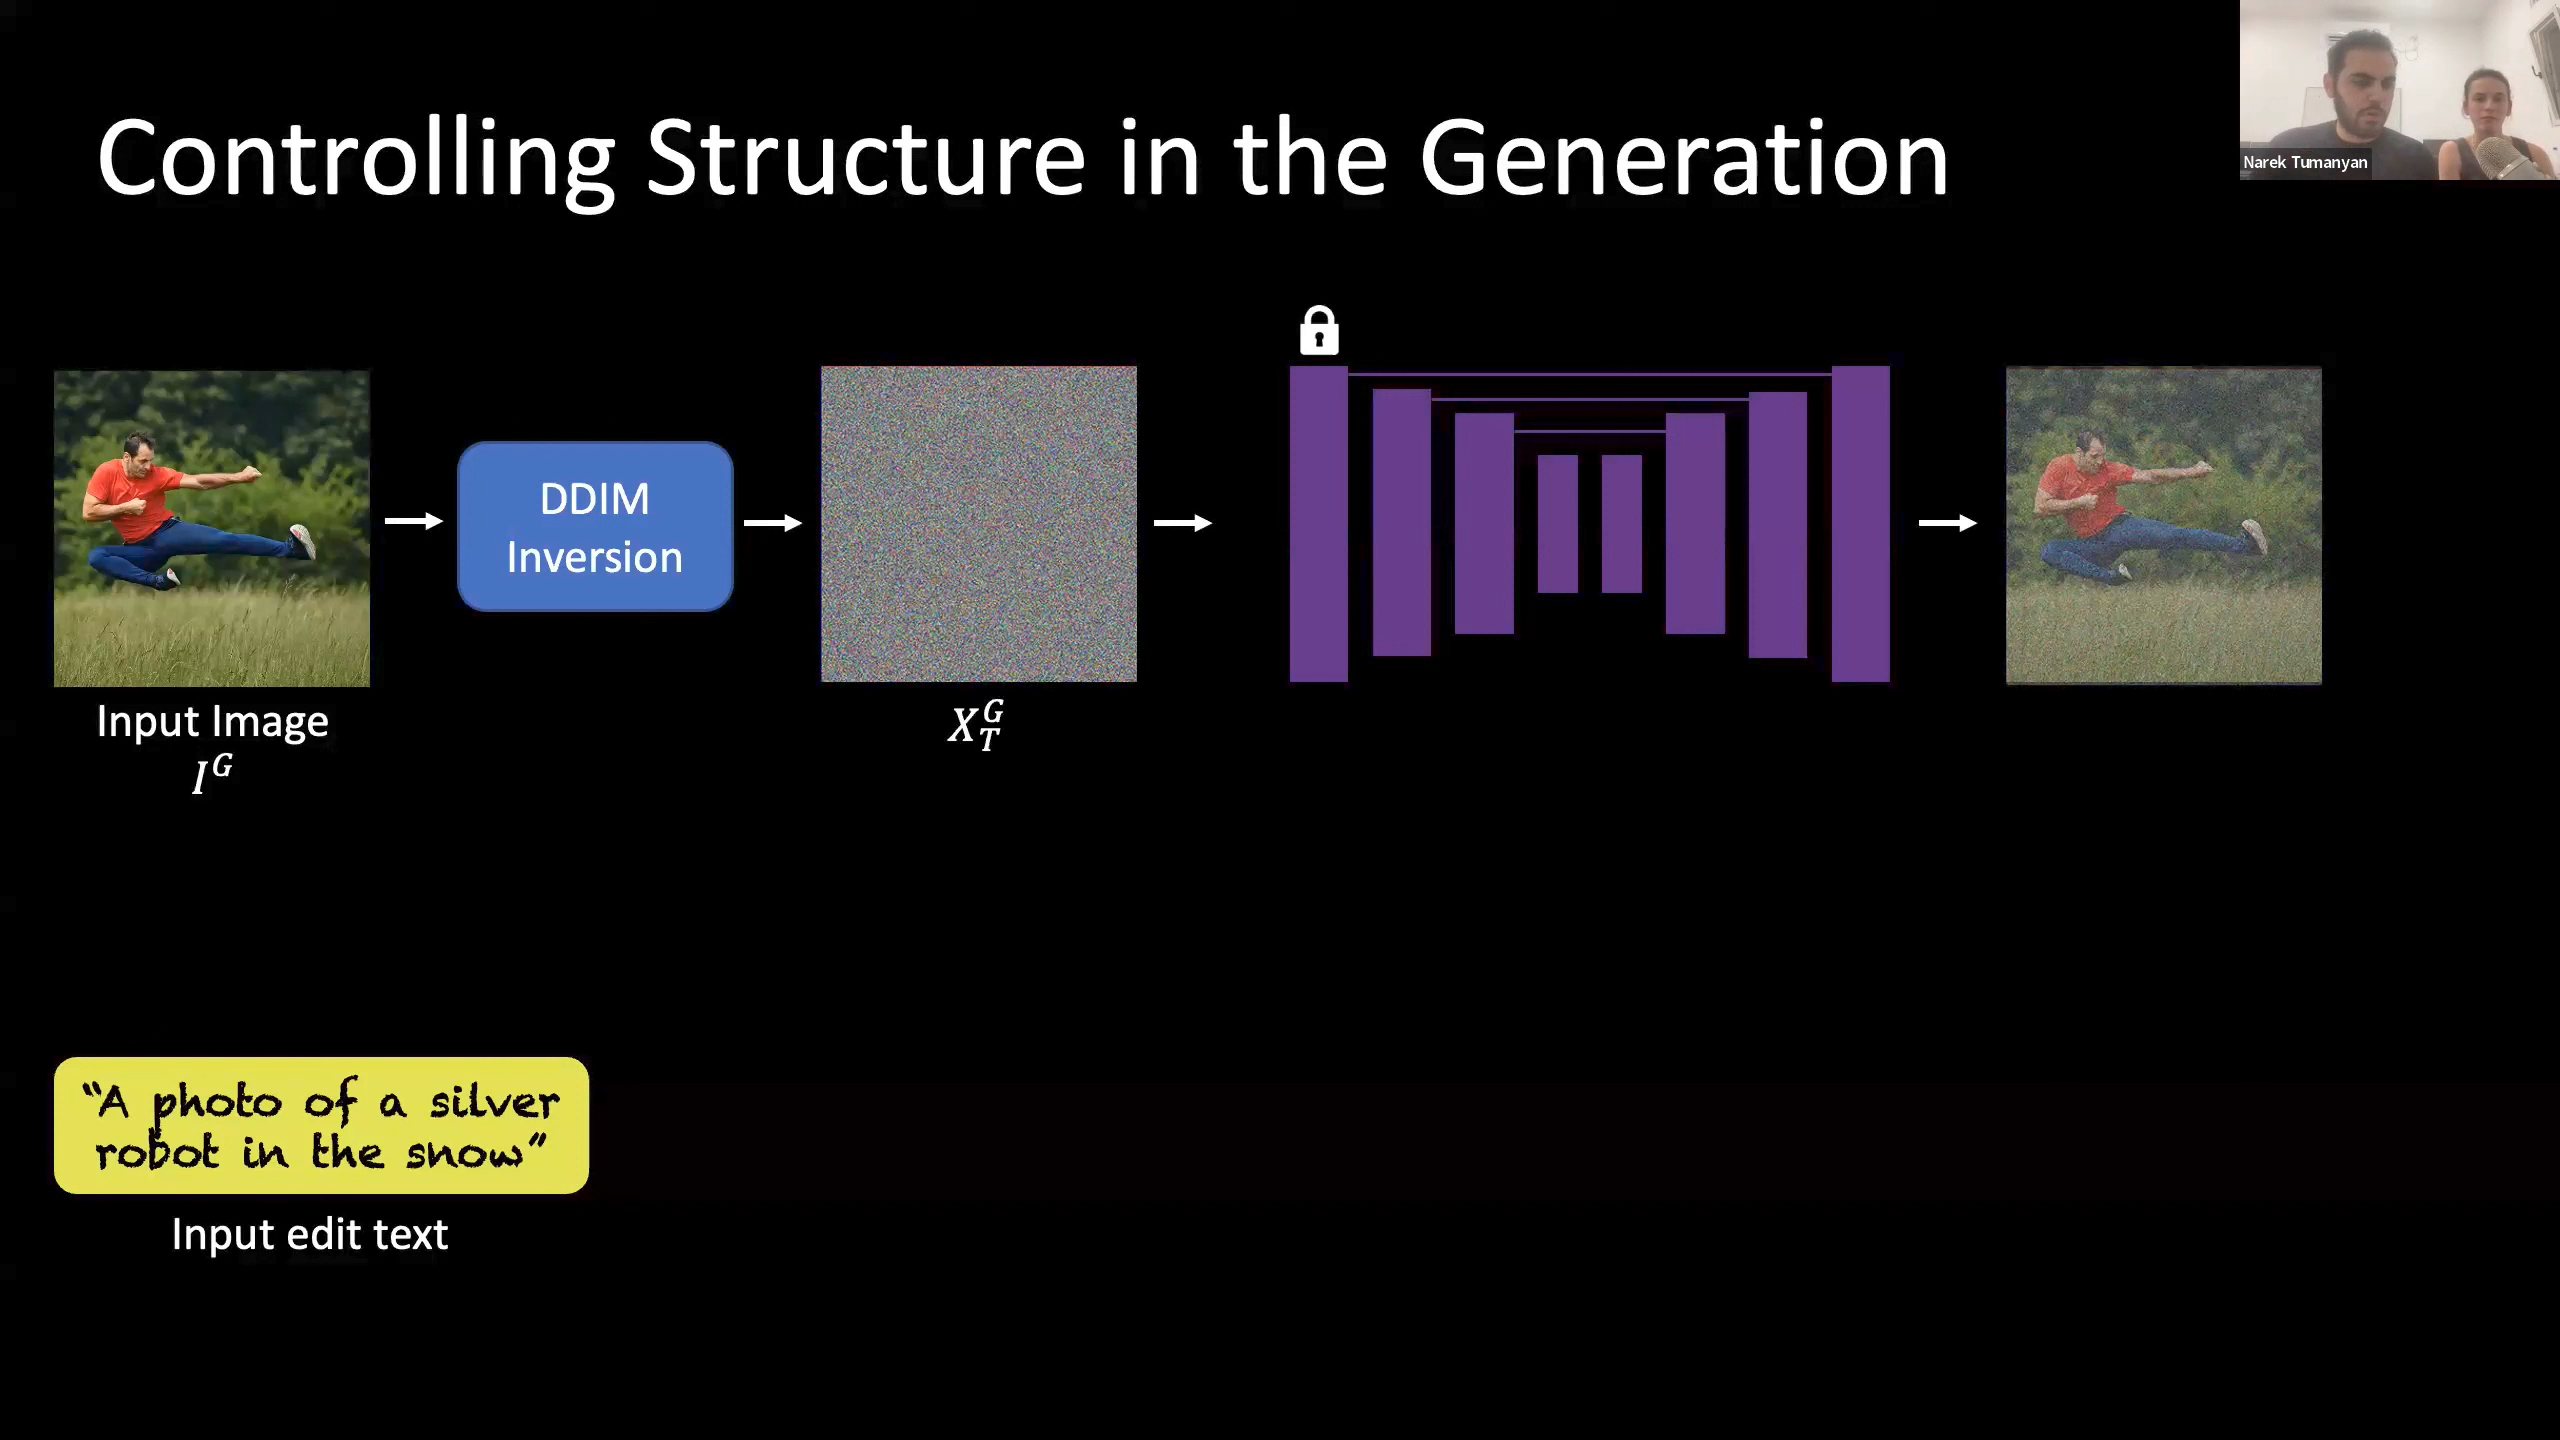 Controlling Structure in the Generation
Narek Tumanyan
DDIM
Inversion
Input Image
I^G
X_T^G
“A photo of a silver
robot in the snow”
Input edit text